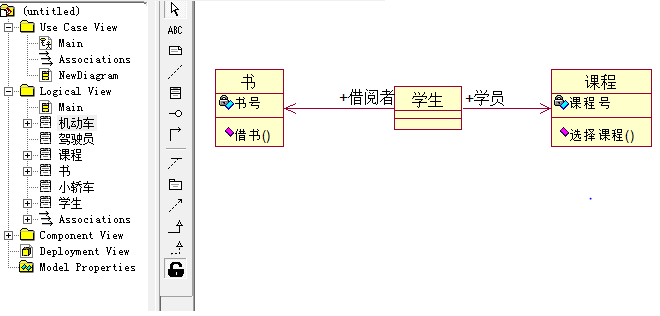 (untitled)
Use Case View
Main
Associations
NewDiagram
Logical View
Main
机动车
驾驶员
课程
书
小轿车
学生
Associations
Component View
Deployment View
Model Properties
ABC
书
书号
借书()
+借阅者
学生
+学员
课程
课程号
选择课程()